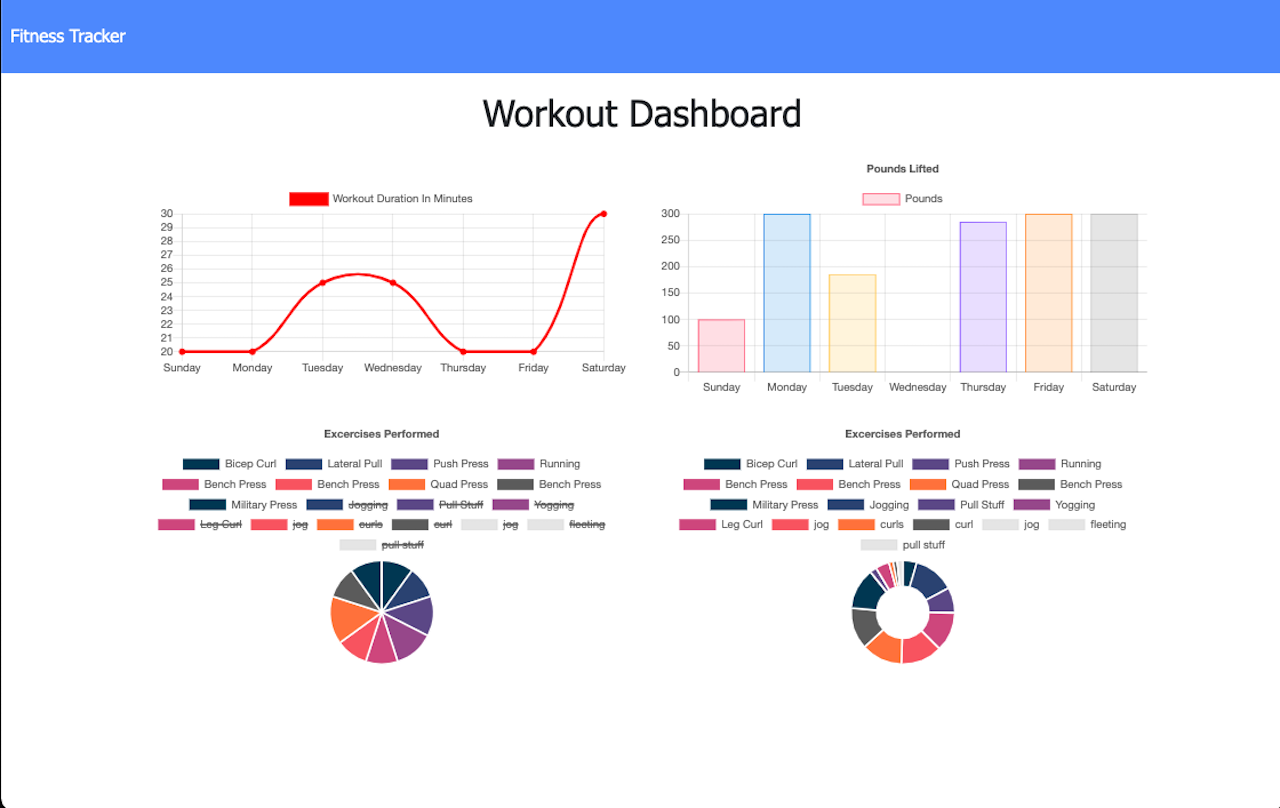 Fitness Tracker
Workout Dashboard
Workout Duration In Minutes
30
29
28
27
26
25
24
23
22
21
20
Sunday Monday Tuesday Wednesday Thursday Friday Saturday
Pounds Lifted
Pounds
300
250
200
150
100
50
0
Sunday Monday Tuesday Wednesday Thursday Friday Saturday
Excercises Performed
Bicep Curl Lateral Pull Push Press Running
Bench Press Bench Press Quad Press Bench Press
Military Press Jogging Pull Stuff Yogging
Leg Curl jog curls curl jog fleeting
pull stuff
Excercises Performed
Bicep Curl Lateral Pull Push Press Running
Bench Press Bench Press Quad Press Bench Press
Military Press Jogging Pull Stuff Yogging
Leg Curl jog curls curl jog fleeting
pull stuff